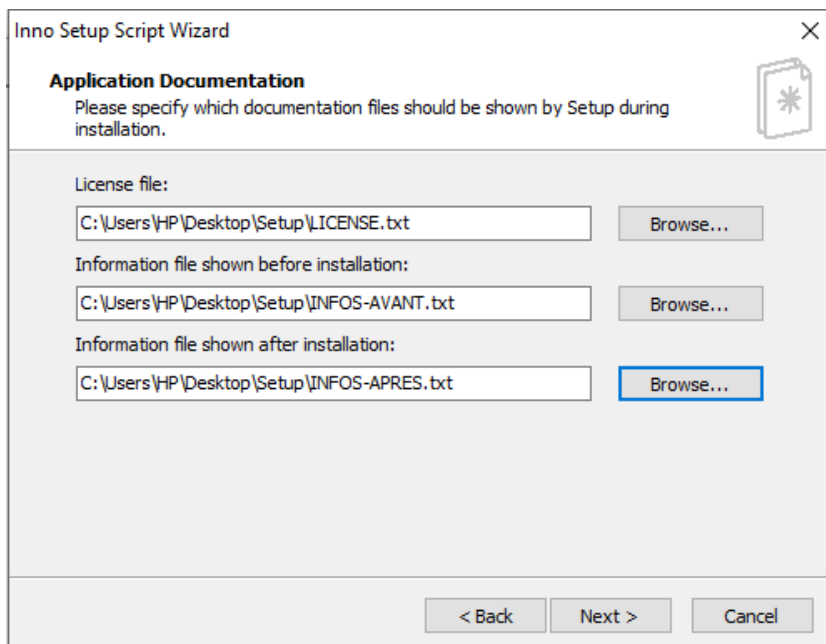 Inno Setup Script Wizard
Application Documentation
Please specify which documentation files should be shown by Setup during
installation.
License file:
C:\Users\HP\Desktop\Setup\LICENSE.txt
Browse...
Information file shown before installation:
C:\Users\HP\Desktop\Setup\INFOS-AVANT.txt
Browse...
Information file shown after installation:
C:\Users\HP\Desktop\Setup\INFOS-APRES.txt
Browse...
< Back
Next >
Cancel